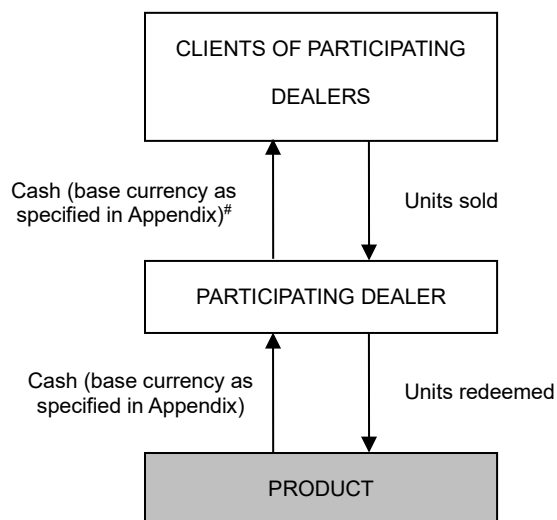 CLIENTS OF PARTICIPATING
DEALERS
Cash (base currency as
specified in Appendix)#
Units sold
PARTICIPATING DEALER
Cash (base currency as
specified in Appendix)
Units redeemed
PRODUCT